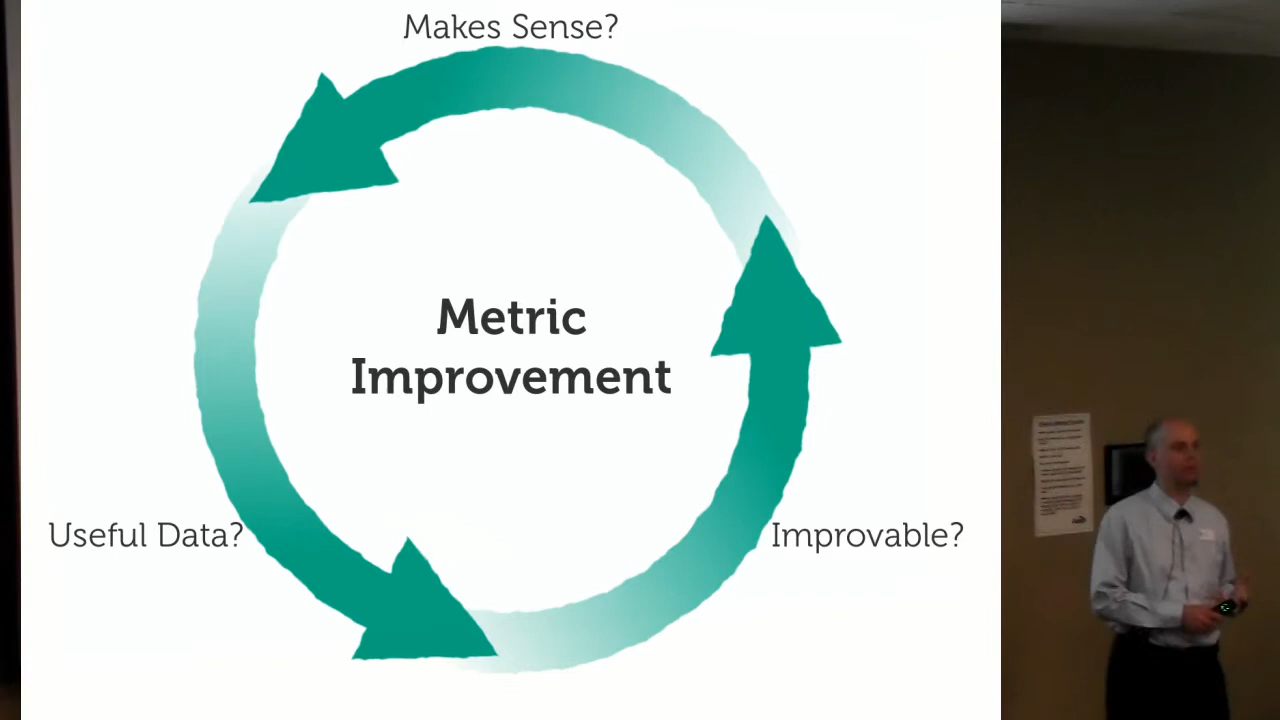 Makes Sense?
Metric
Improvement
Useful Data?
Improvable?